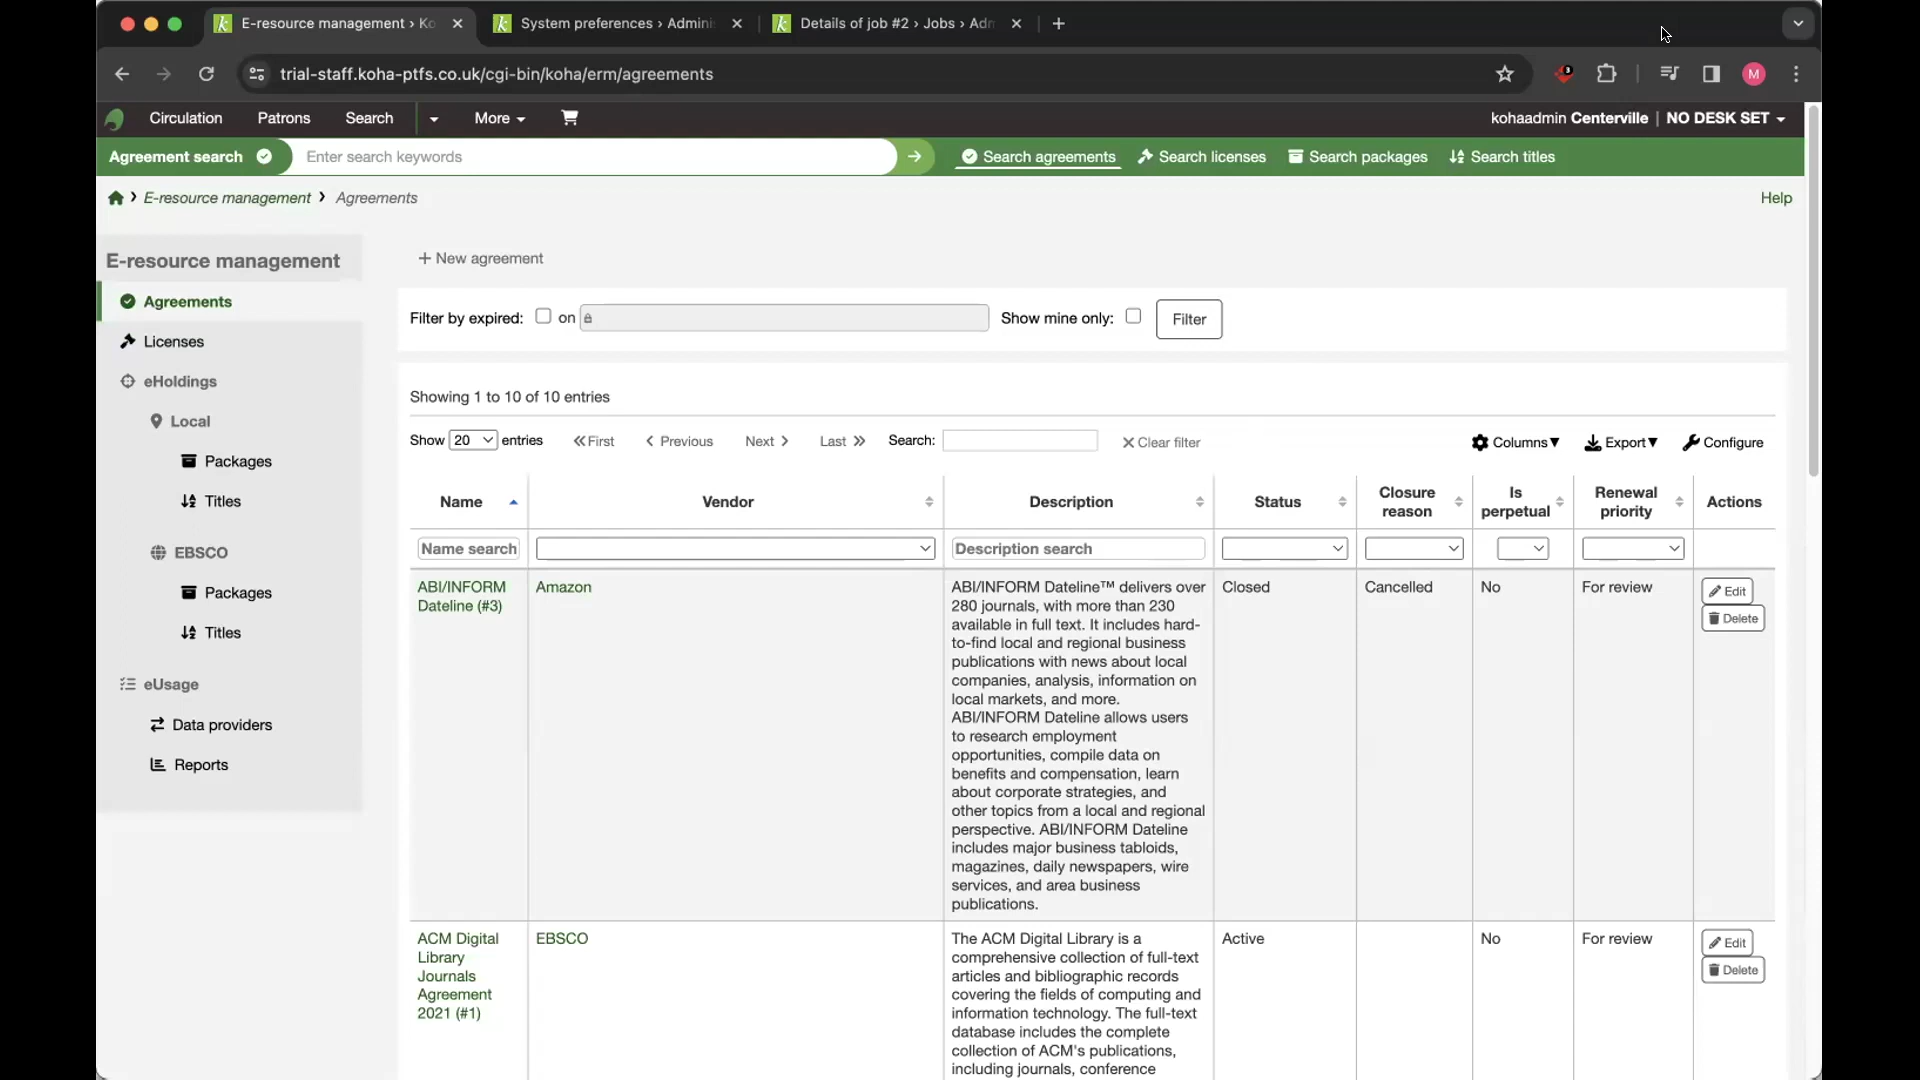 E-resource management › Ko
System preferences › Admini
Details of job #2 › Jobs › Adm
trial-staff.koha-ptfs.co.uk/cgi-bin/koha/erm/agreements
M
Circulation
Patrons
Search
More
kohaadmin Centerville | NO DESK SET
Agreement search
Enter search keywords
Search agreements
Search licenses
Search packages
Search titles
E-resource management
Agreements
Help
E-resource management
Agreements
Licenses
eHoldings
Local
Packages
Titles
EBSCO
Packages
Titles
eUsage
Data providers
Reports
+ New agreement
Filter by expired:
on
Show mine only:
Filter
Showing 1 to 10 of 10 entries
Show 20 entries
First
Previous
Next
Last
Search:
Clear filter
Columns
Export
Configure
Name
Vendor
Description
Status
Closure
reason
Is
perpetual
Renewal
priority
Actions
Name search
Description search
ABI/INFORM
Dateline (#3)
Amazon
ABI/INFORM Dateline™ delivers over
280 journals, with more than 230
available in full text. It includes hard-
to-find local and regional business
publications with news about local
companies, analysis, information on
local markets, and more.
ABI/INFORM Dateline allows users
to research employment
opportunities, compile data on
benefits and compensation, learn
about corporate strategies, and
other topics from a local and regional
perspective. ABI/INFORM Dateline
includes major business tabloids,
magazines, daily newspapers, wire
services, and area business
publications.
Closed
Cancelled
No
For review
Edit
Delete
ACM Digital
Library
Journals
Agreement
2021 (#1)
EBSCO
The ACM Digital Library is a
comprehensive collection of full-text
articles and bibliographic records
covering the fields of computing and
information technology. The full-text
database includes the complete
collection of ACM's publications,
including journals, conference
Active
No
For review
Edit
Delete